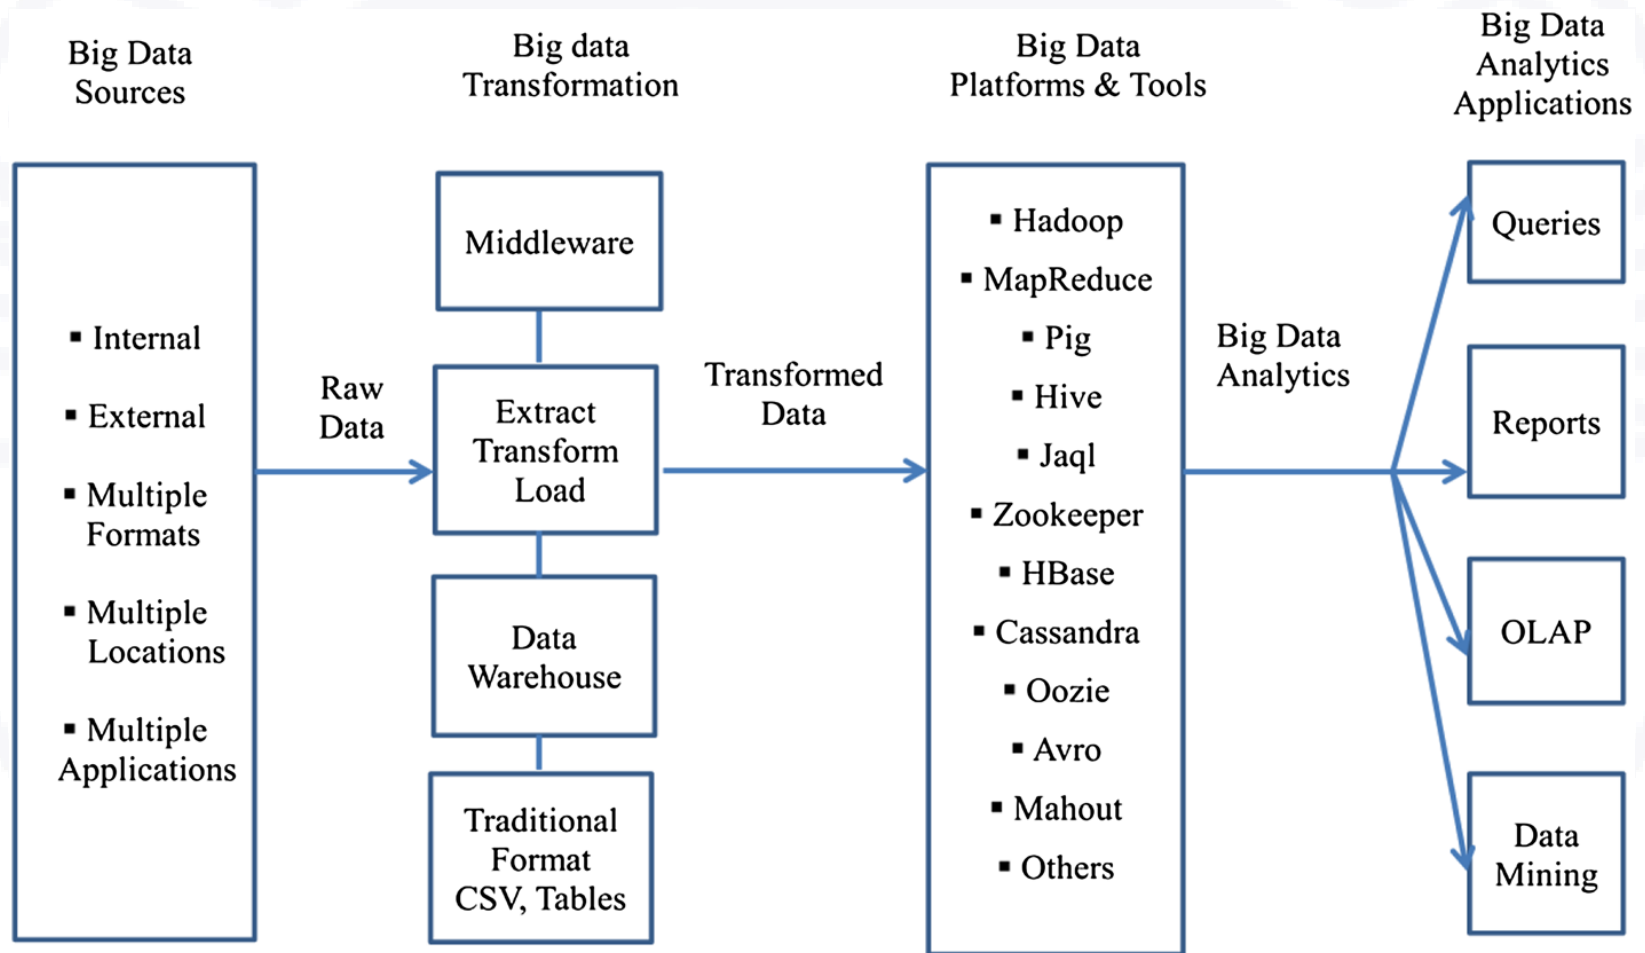 Big Data
Sources
Big data
Transformation
Big Data
Platforms & Tools
Big Data
Analytics
Applications
▪ Internal
▪ External
▪ Multiple
Formats
▪ Multiple
Locations
▪ Multiple
Applications
Raw
Data
Middleware
Extract
Transform
Load
Data
Warehouse
Traditional
Format
CSV, Tables
Transformed
Data
▪ Hadoop
▪ MapReduce
▪ Pig
▪ Hive
▪ Jaql
▪ Zookeeper
▪ HBase
▪ Cassandra
▪ Oozie
▪ Avro
▪ Mahout
▪ Others
Big Data
Analytics
Queries
Reports
OLAP
Data
Mining